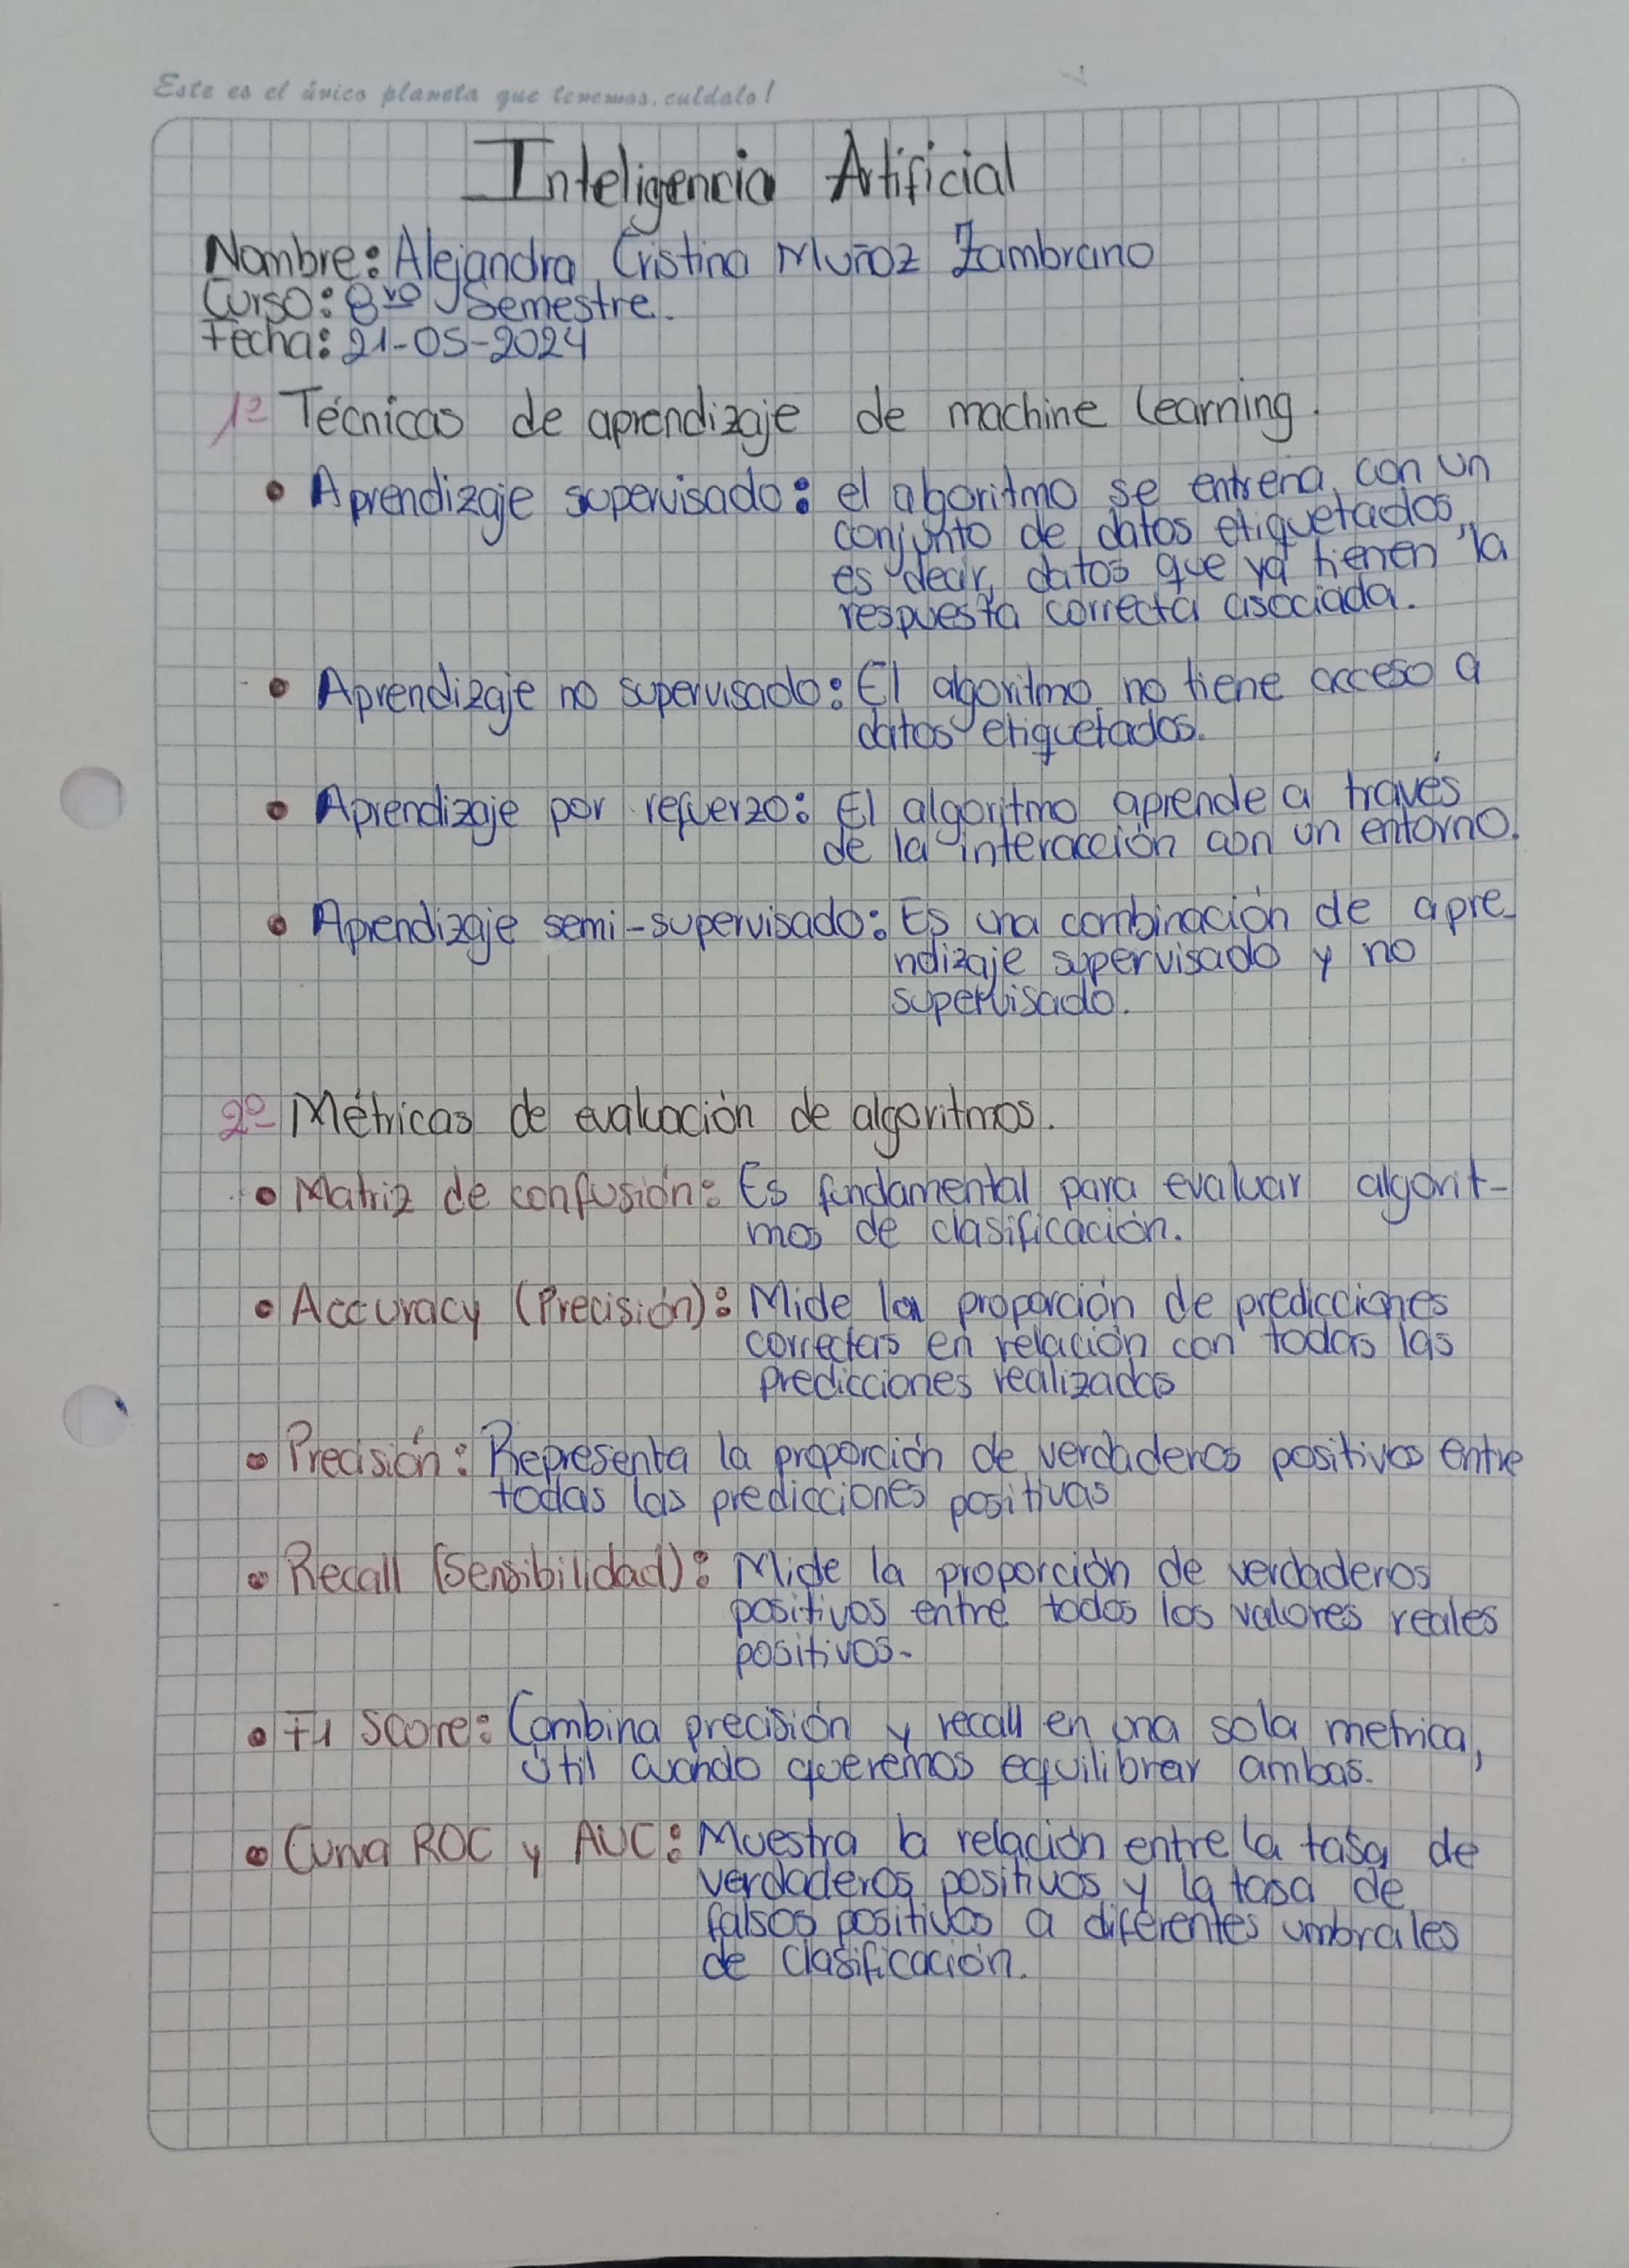 Este es el único planeta que tenemos, cuídalo!
Inteligencia Artificial
Nombre: Alejandra Cristina Muñoz Zambrano
Curso: 8vo Semestre.
Fecha: 21-05-2024
1º Técnicas de aprendizaje de machine learning.
• Aprendizaje supervisado: el algoritmo se entrena con un
conjunto de datos etiquetados,
es decir, datos que ya tienen la
respuesta correcta asociada.
• Aprendizaje no supervisado: El algoritmo no tiene acceso a
datos etiquetados.
• Aprendizaje por refuerzo: El algoritmo aprende a través
de la interacción con un entorno.
• Aprendizaje semi-supervisado: Es una combinación de apre-
ndizaje supervisado y no
supervisado.
2º Métricas de evaluación de algoritmos.
• Matriz de confusión: Es fundamental para evaluar algorit-
mos de clasificación.
• Accuracy (Precisión): Mide la proporción de predicciones
correctas en relación con todas las
predicciones realizadas
• Precisión: Representa la proporción de verdaderos positivos entre
todas las predicciones positivas
• Recall (Sensibilidad): Mide la proporción de verdaderos
positivos entre todos los valores reales
positivos.
• F1 Score: Combina precisión y recall en una sola metrica,
útil cuando queremos equilibrar ambas.
• Curva ROC y AUC: Muestra la relación entre la tasa de
verdaderos positivos y la tasa de
falsos positivos a diferentes umbrales
de clasificación.